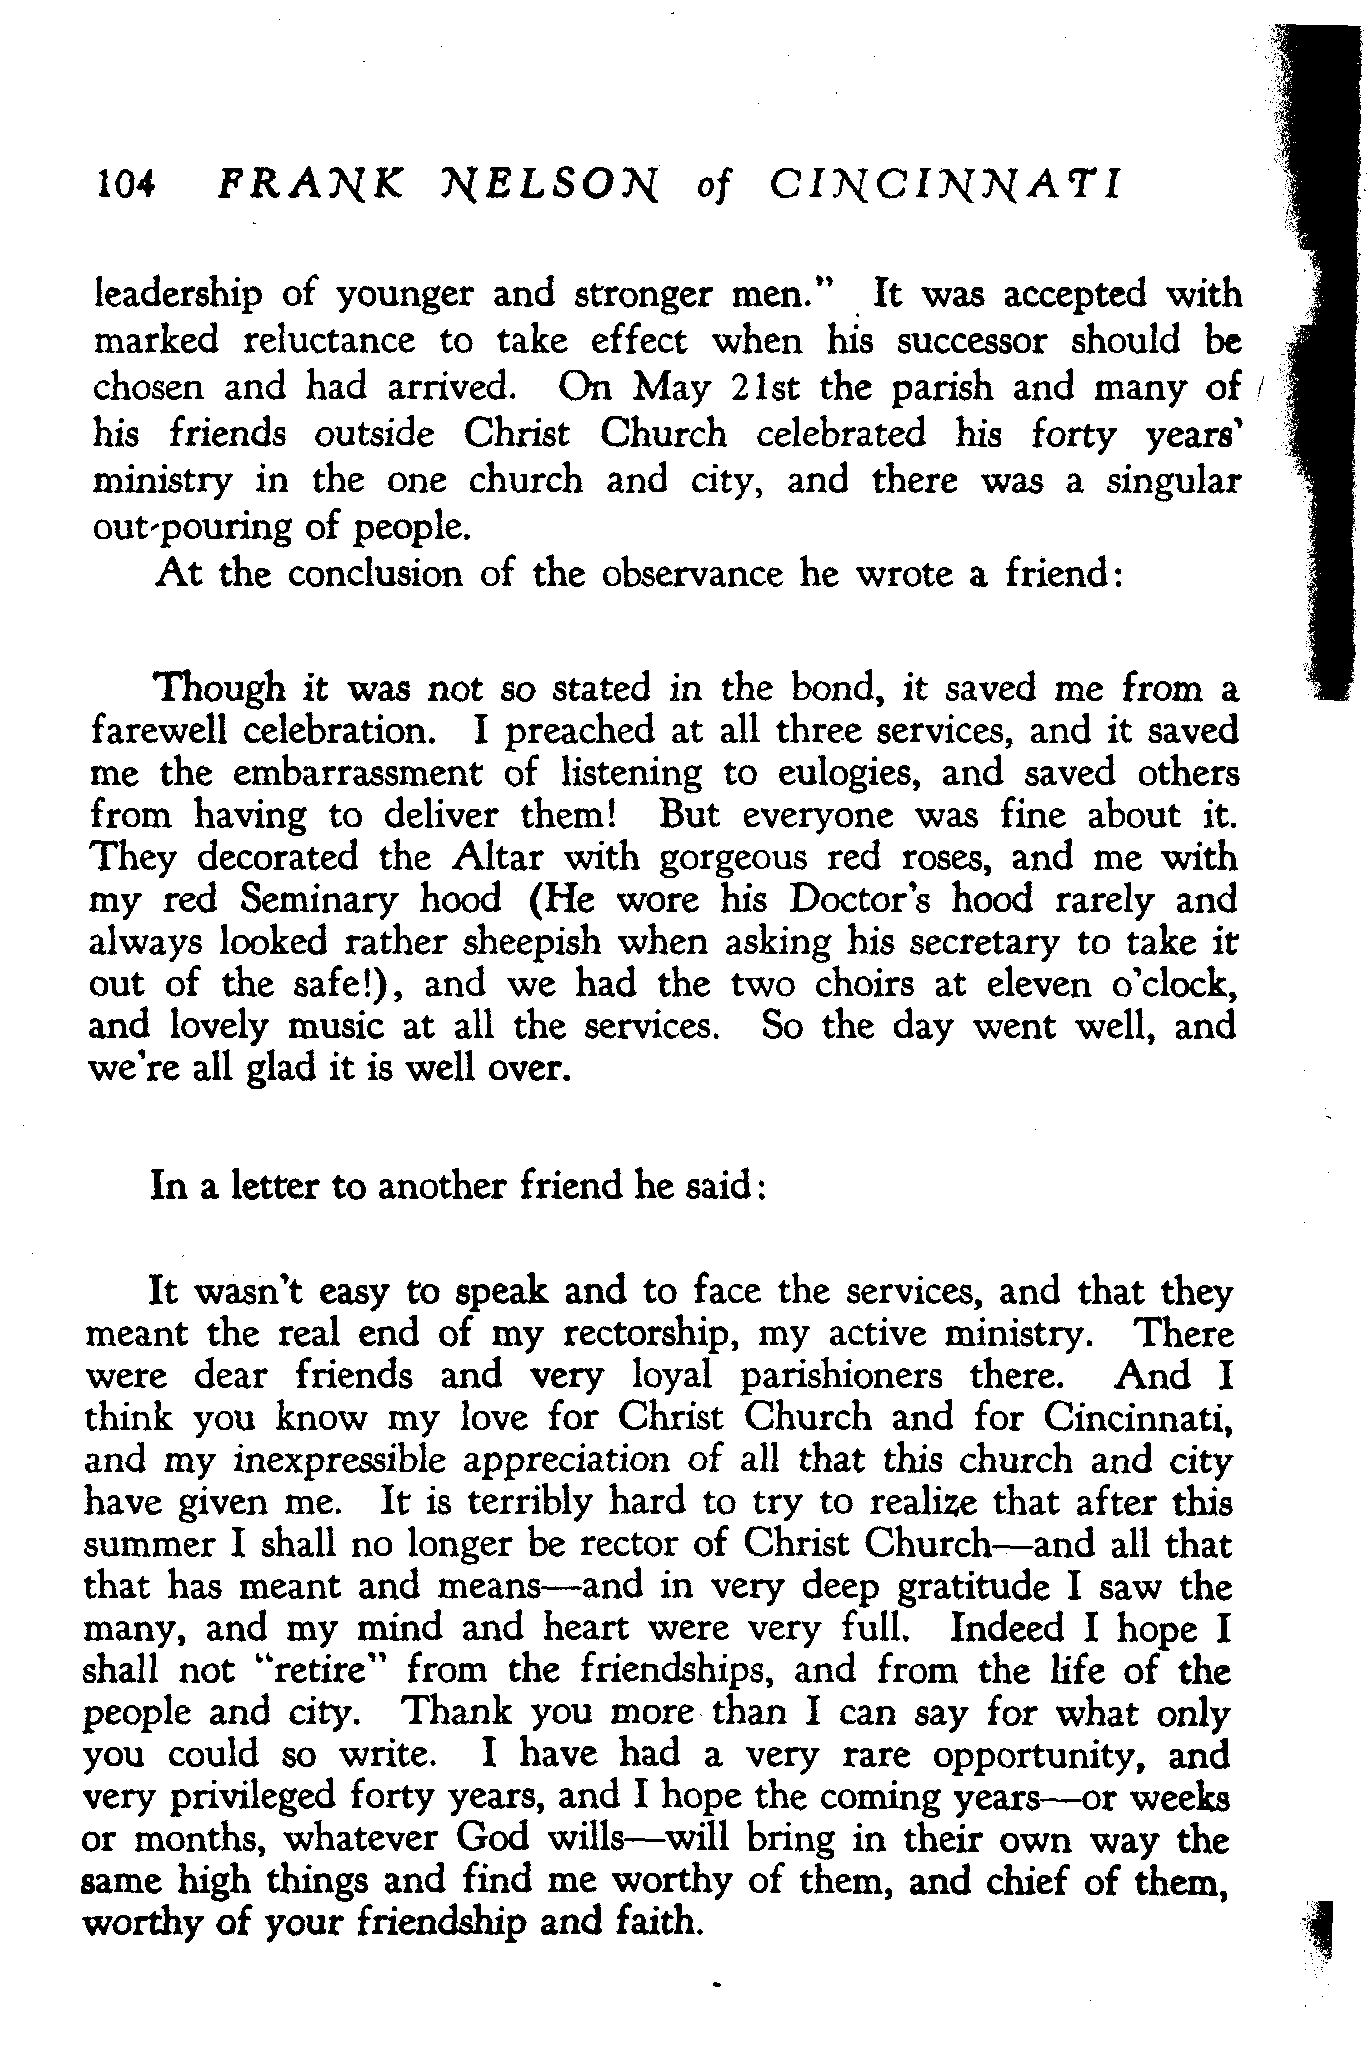 104 FRANK NELSON of CINCINNATI
leadership of younger and stronger men." It was accepted with
marked reluctance to take effect when his successor should be
chosen and had arrived. On May 21st the parish and many of
his friends outside Christ Church celebrated his forty years'
ministry in the one church and city, and there was a singular
out-pouring of people.
At the conclusion of the observance he wrote a friend:
Though it was not so stated in the bond, it saved me from a
farewell celebration. I preached at all three services, and it saved
me the embarrassment of listening to eulogies, and saved others
from having to deliver them! But everyone was fine about it.
They decorated the Altar with gorgeous red roses, and me with
my red Seminary hood (He wore his Doctor's hood rarely and
always looked rather sheepish when asking his secretary to take it
out of the safe!), and we had the two choirs at eleven o'clock,
and lovely music at all the services. So the day went well, and
we're all glad it is well over.
In a letter to another friend he said:
It wasn't easy to speak and to face the services, and that they
meant the real end of my rectorship, my active ministry. There
were dear friends and very loyal parishioners there. And I
think you know my love for Christ Church and for Cincinnati,
and my inexpressible appreciation of all that this church and city
have given me. It is terribly hard to try to realize that after this
summer I shall no longer be rector of Christ Church—and all that
that has meant and means—and in very deep gratitude I saw the
many, and my mind and heart were very full. Indeed I hope I
shall not "retire" from the friendships, and from the life of the
people and city. Thank you more than I can say for what only
you could so write. I have had a very rare opportunity, and
very privileged forty years, and I hope the coming years—or weeks
or months, whatever God wills—will bring in their own way the
same high things and find me worthy of them, and chief of them,
worthy of your friendship and faith.